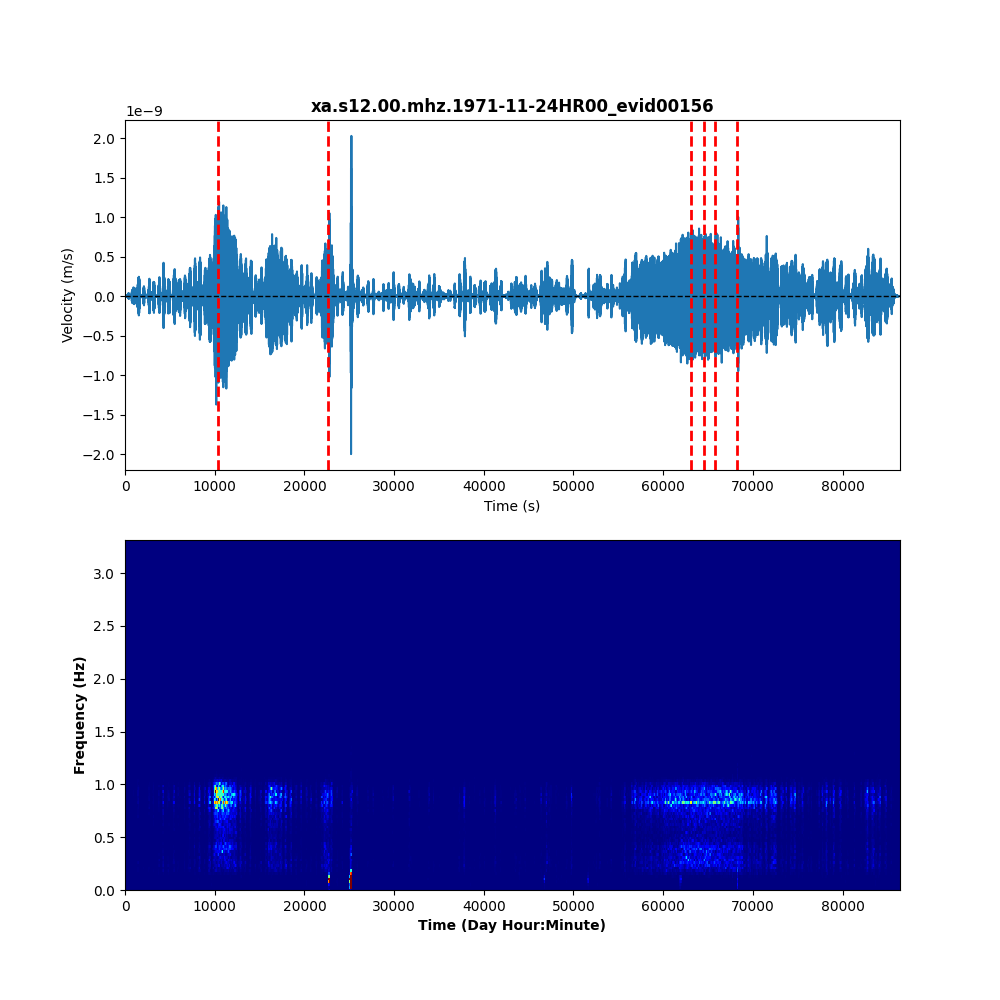 xa.s12.00.mhz.1971-11-24HR00_evid00156
1e−9
2.0
1.5
1.0
0.5
0.0
−0.5
−1.0
−1.5
−2.0
Velocity (m/s)
0 10000 20000 30000 40000 50000 60000 70000 80000
Time (s)
3.0
2.5
2.0
1.5
1.0
0.5
0.0
Frequency (Hz)
0 10000 20000 30000 40000 50000 60000 70000 80000
Time (Day Hour:Minute)